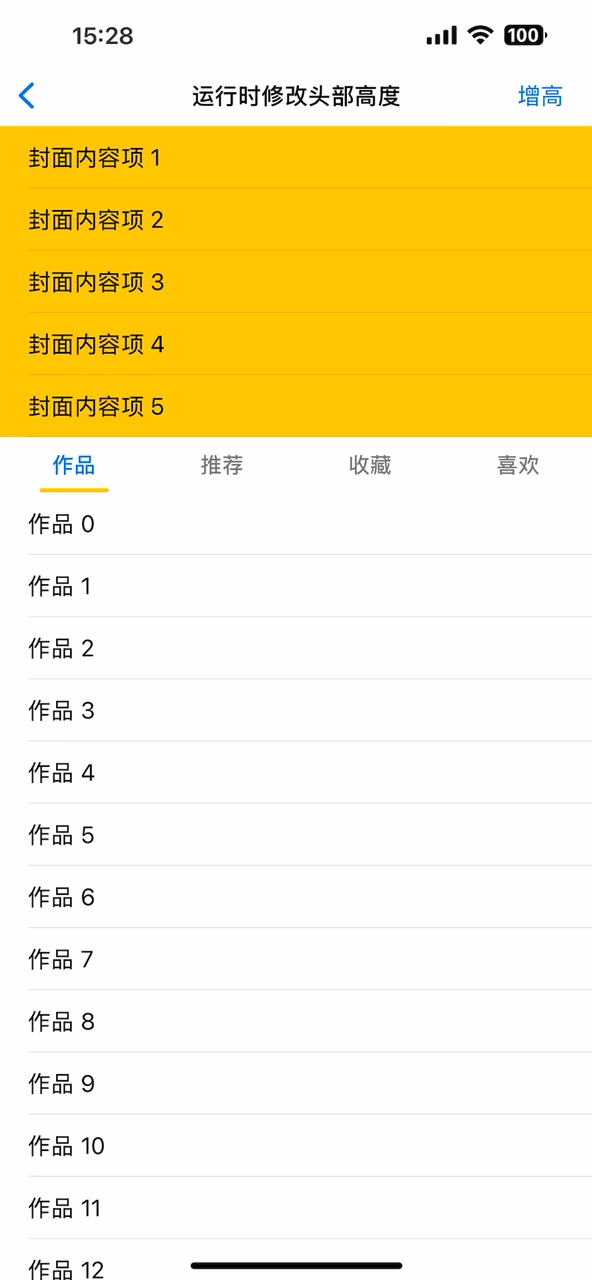 15:28
100
运行时修改头部高度
增高
封面内容项 1
封面内容项 2
封面内容项 3
封面内容项 4
封面内容项 5
作品 推荐 收藏 喜欢
作品 0
作品 1
作品 2
作品 3
作品 4
作品 5
作品 6
作品 7
作品 8
作品 9
作品 10
作品 11
作品 12